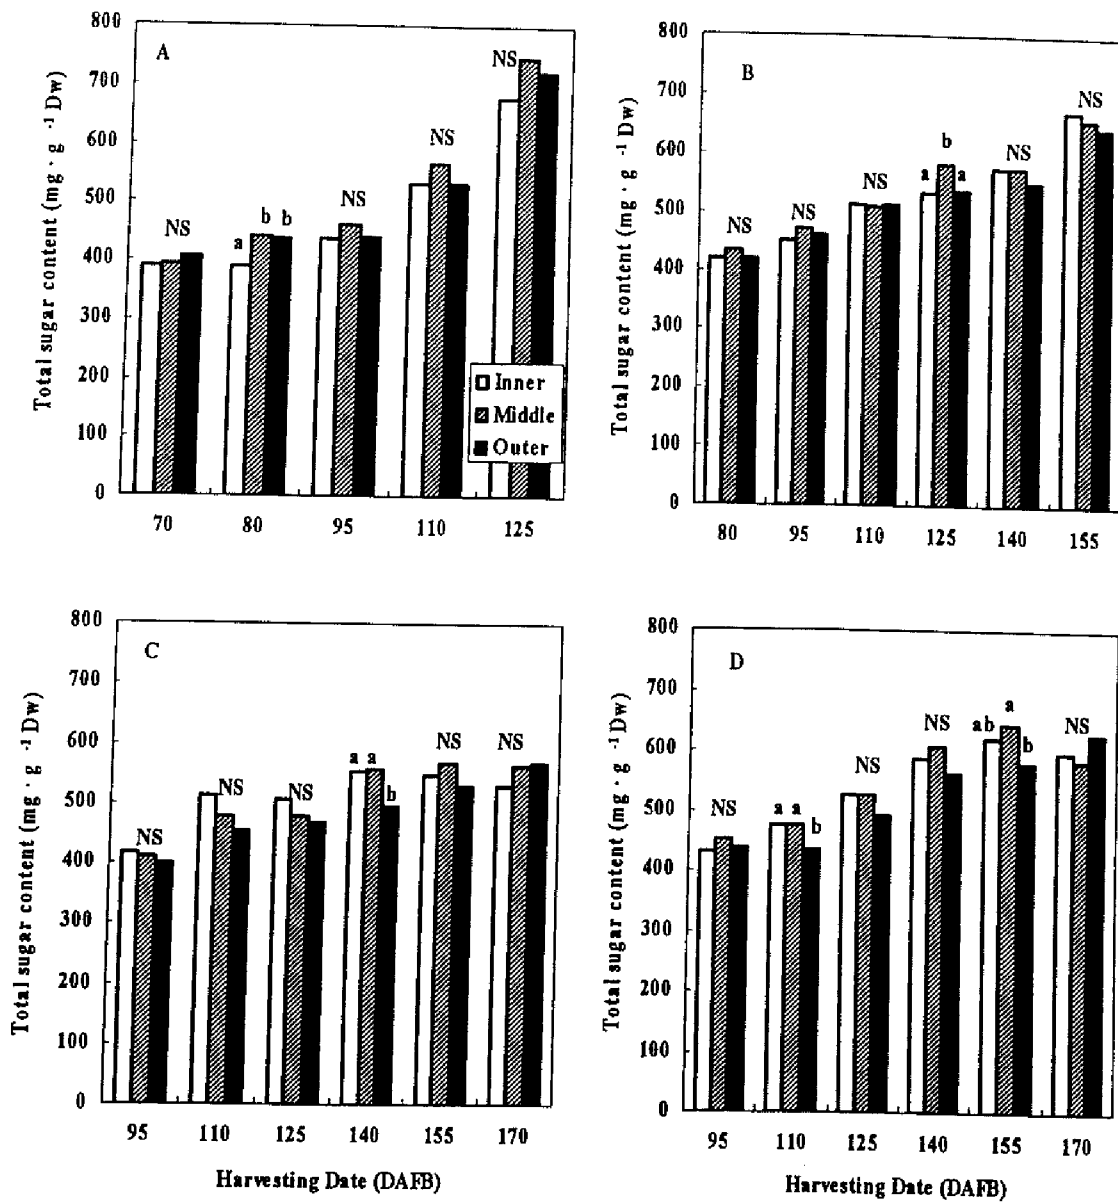 800
700
600
500
400
300
200
100
0
Total sugar content (mg · g ⁻¹ Dw)
A
NS
a b b
NS
NS
NS
Inner
Middle
Outer
70 80 95 110 125
800
700
600
500
400
300
200
100
0
Total sugar content (mg · g ⁻¹ Dw)
B
NS
NS
NS
a b a
NS
NS
80 95 110 125 140 155
800
700
600
500
400
300
200
100
0
Total sugar content (mg · g ⁻¹ Dw)
C
NS
NS
NS
a a b
NS
NS
95 110 125 140 155 170
Harvesting Date (DAFB)
800
700
600
500
400
300
200
100
0
Total sugar content (mg · g ⁻¹ Dw)
D
NS
a a b
NS
NS
ab a b
NS
95 110 125 140 155 170
Harvesting Date (DAFB)